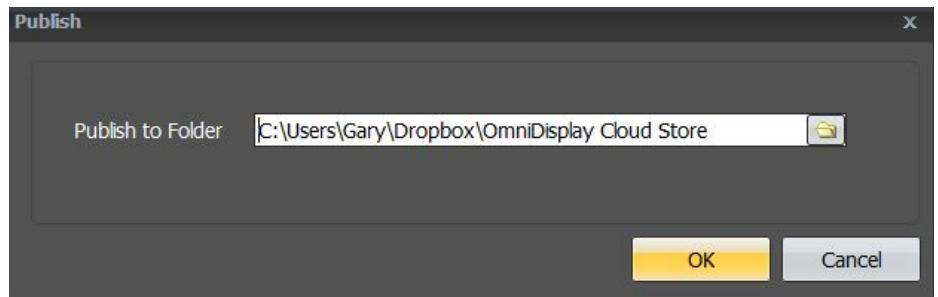 Publish x
Publish to Folder C:\Users\Gary\Dropbox\OmniDisplay Cloud Store
OK Cancel